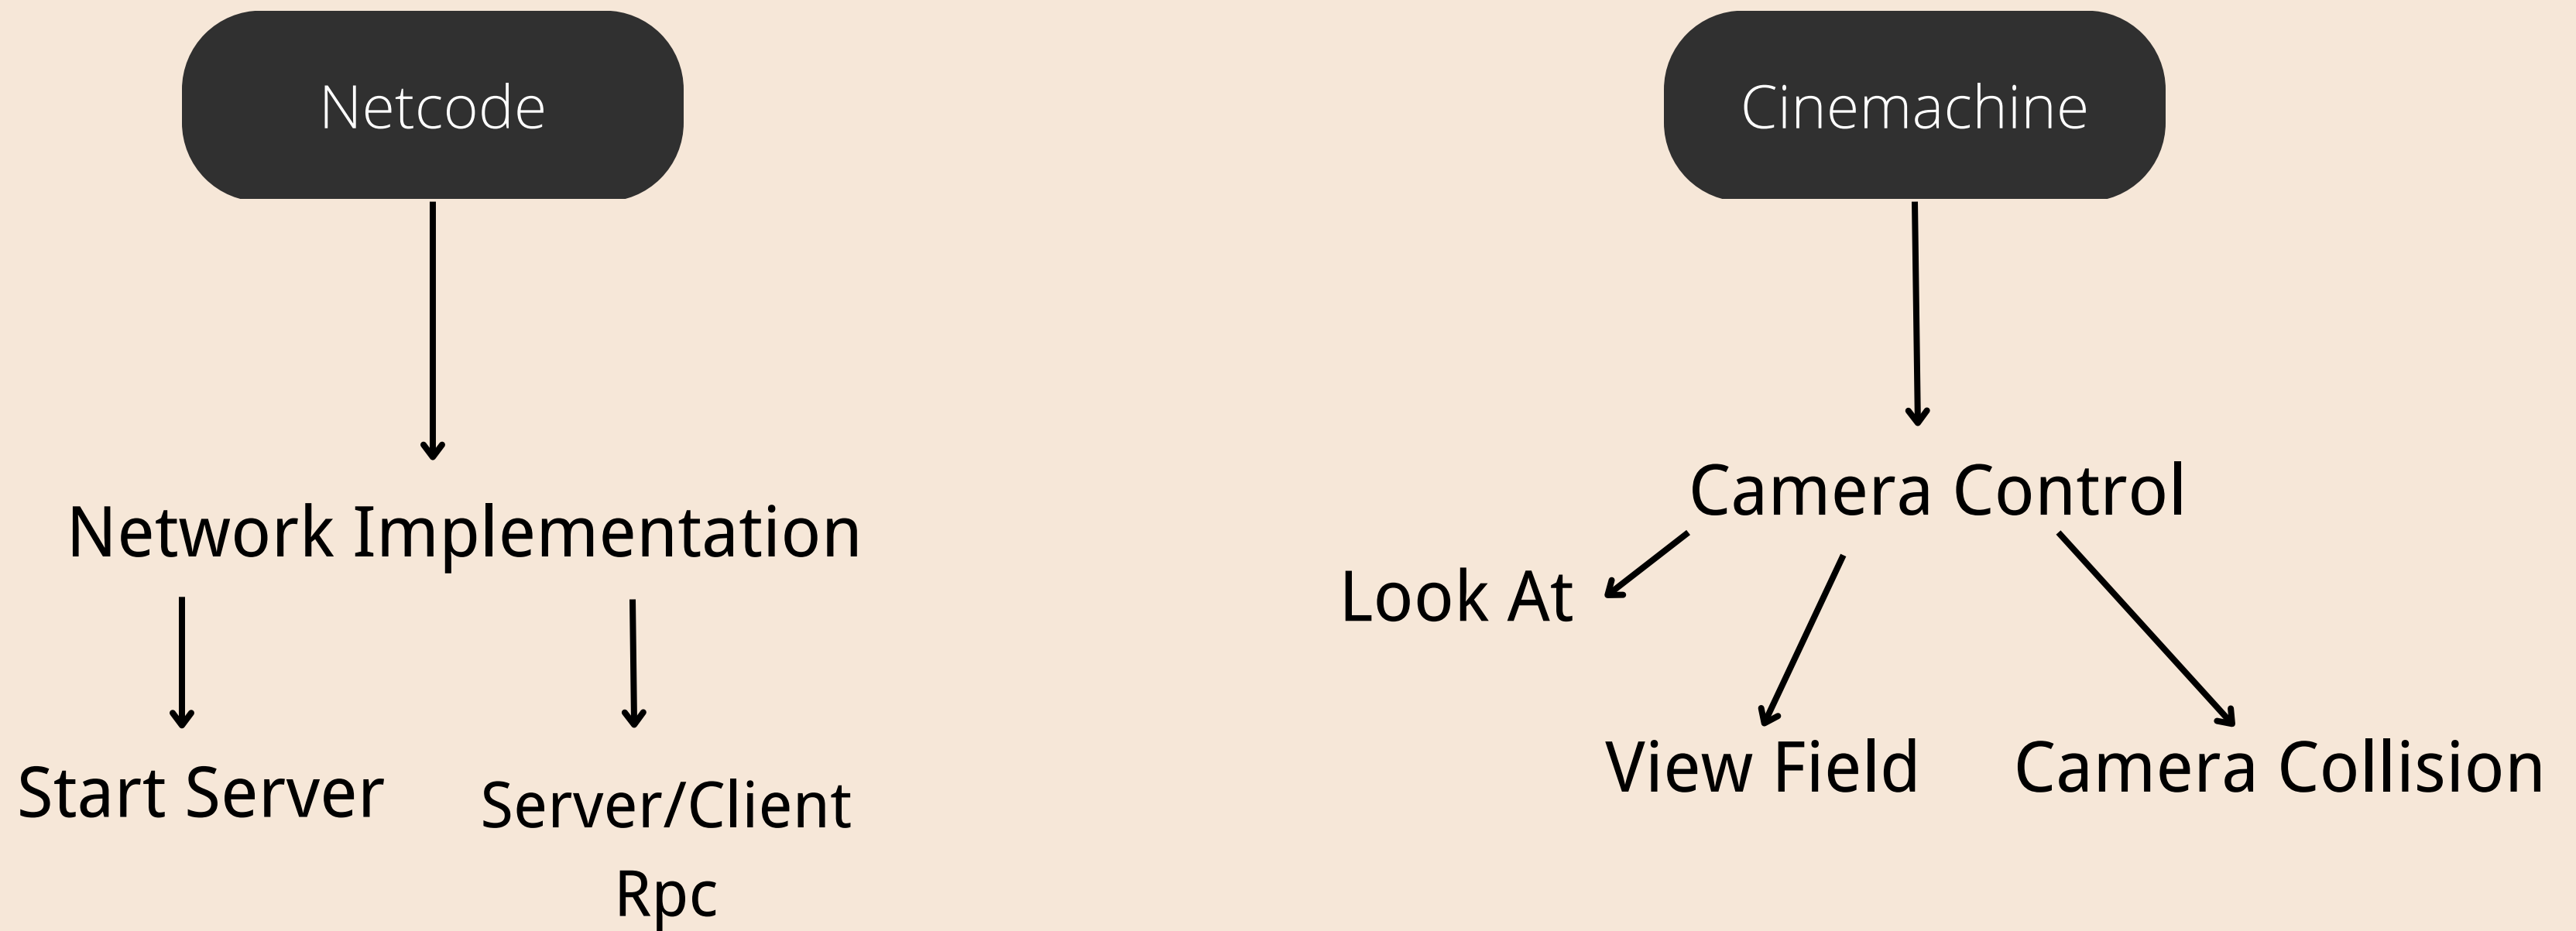 Netcode
Cinemachine
Network Implementation
Camera Control
Look At
Start Server
Server/Client
Rpc
View Field
Camera Collision